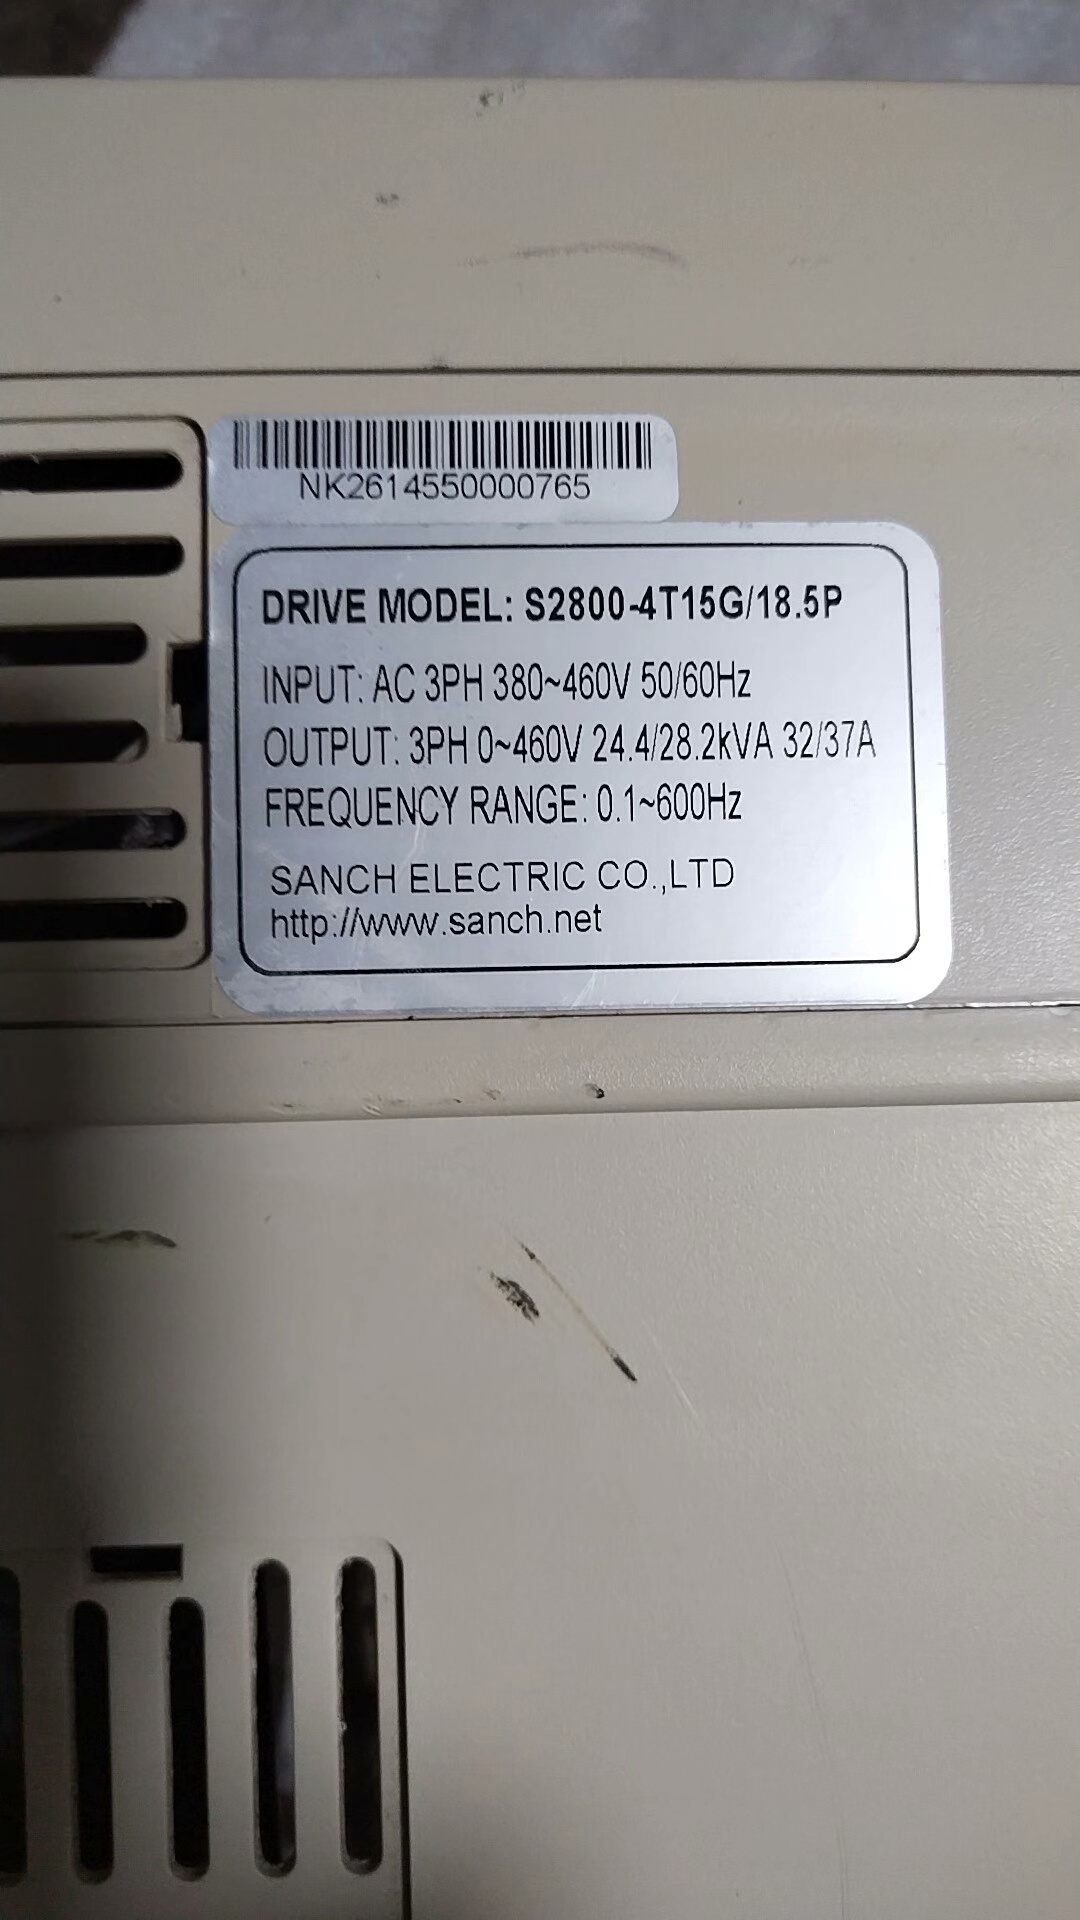 NK2614550000765
DRIVE MODEL: S2800-4T15G/18.5P
INPUT: AC 3PH 380~460V 50/60Hz
OUTPUT: 3PH 0~460V 24.4/28.2kVA 32/37A
FREQUENCY RANGE: 0.1~600Hz
SANCH ELECTRIC CO.,LTD
http://www.sanch.net